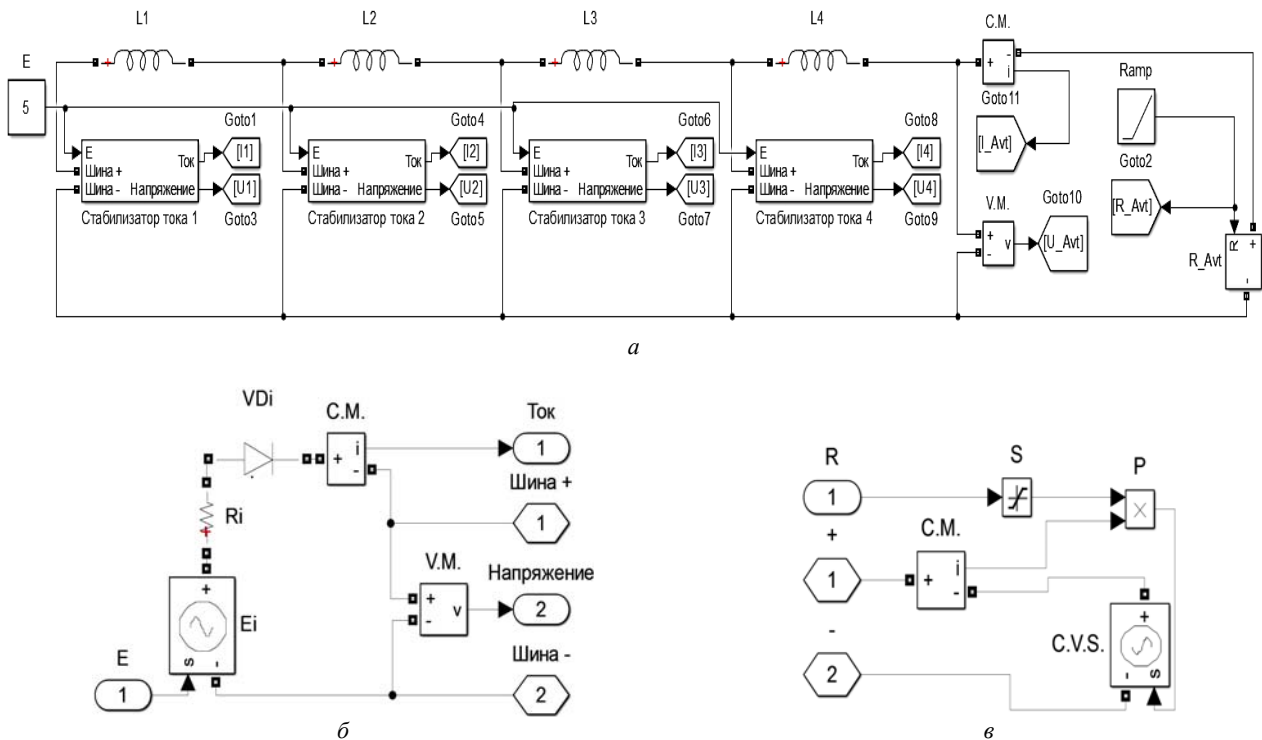 L1
L2
L3
L4
C.M.
E
5
+
-
i
Ramp
Goto11
[I_Avt]
Goto2
[R_Avt]
Goto1
[I1]
Goto4
[I2]
Goto6
[I3]
Goto8
[I4]
E
Шина +
Шина -
Ток
Напряжение
[U1]
Стабилизатор тока 1
Goto3
E
Шина +
Шина -
Ток
Напряжение
[U2]
Стабилизатор тока 2
Goto5
E
Шина +
Шина -
Ток
Напряжение
[U3]
Стабилизатор тока 3
Goto7
E
Шина +
Шина -
Ток
Напряжение
[U4]
Стабилизатор тока 4
Goto9
V.M.
Goto10
+
-
v
[U_Avt]
R_Avt
R
+
-
а
VDi
C.M.
+
i
-
Ток
1
Шина +
1
Ri
+
V.M.
+
-
v
Напряжение
2
+
Ei
s
-
E
1
Шина -
2
б
R
1
S
P
X
+
1
C.M.
+
i
-
-
2
C.V.S.
+
-
s
в